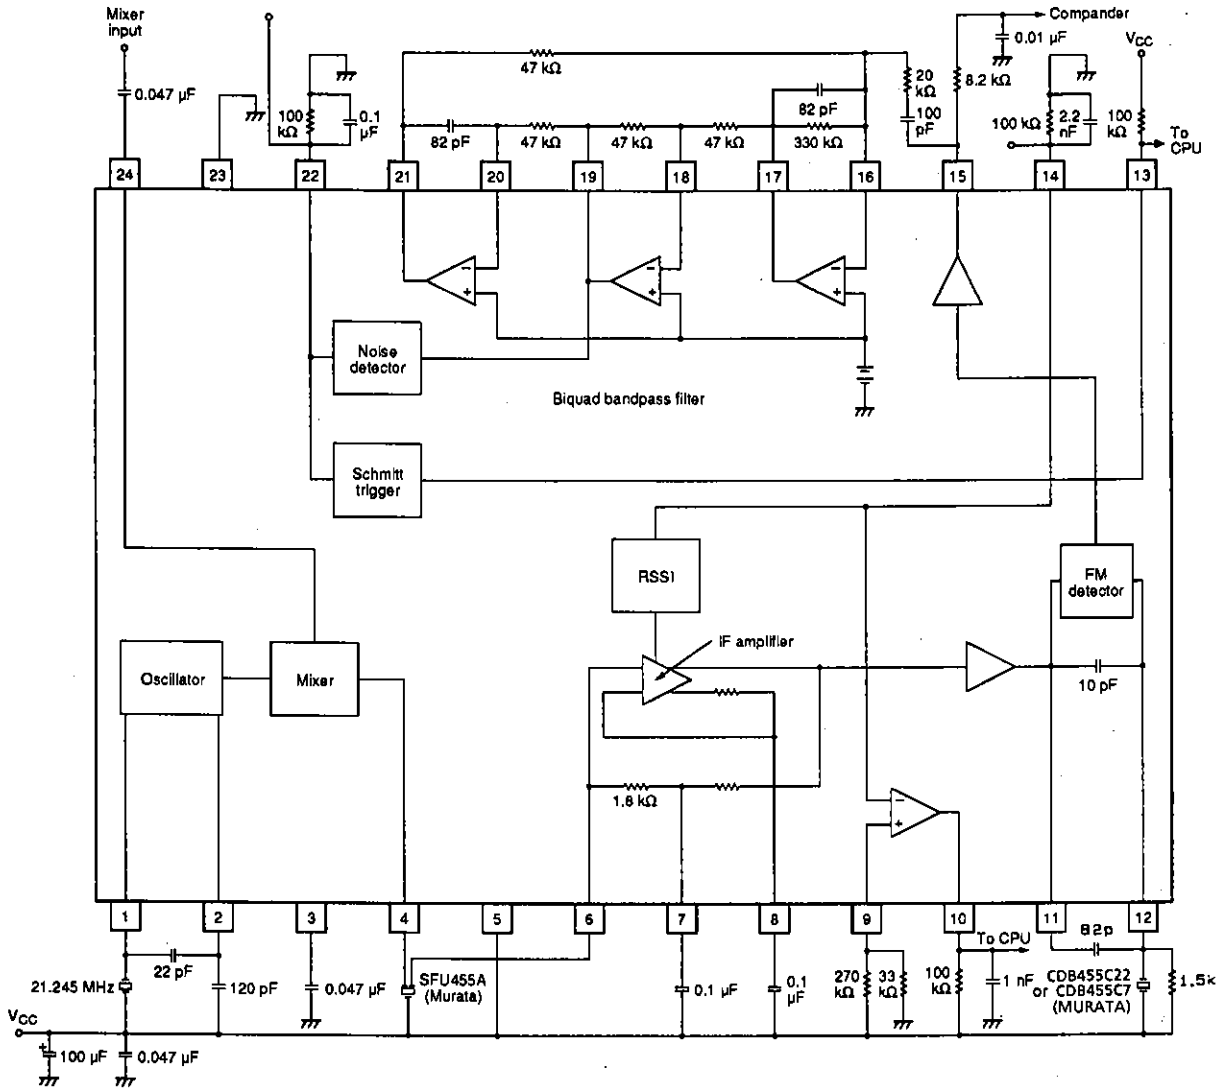 Mixer
input
0.047 µF
100
kΩ
0.1
µF
47 kΩ
82 pF
47 kΩ
47 kΩ
47 kΩ
82 pF
330 kΩ
20
kΩ
100
pF
8.2 kΩ
Compander
0.01 µF
100 kΩ
2.2
nF
VCC
100
kΩ
To
CPU
24
23
22
21
20
19
18
17
16
15
14
13
−
+
−
+
−
+
Noise
detector
Biquad bandpass filter
Schmitt
trigger
RSSI
FM
detector
IF amplifier
Oscillator
Mixer
10 pF
1.8 kΩ
−
+
1
2
3
4
5
6
7
8
9
10
11
12
22 pF
21.245 MHz
120 pF
0.047 µF
SFU455A
(Murata)
0.1 µF
0.1
µF
270
kΩ
33
kΩ
100
kΩ
To CPU
1 nF
82p
CDB455C22
or CDB455C7
(MURATA)
1.5k
VCC
+
100 µF
0.047 µF